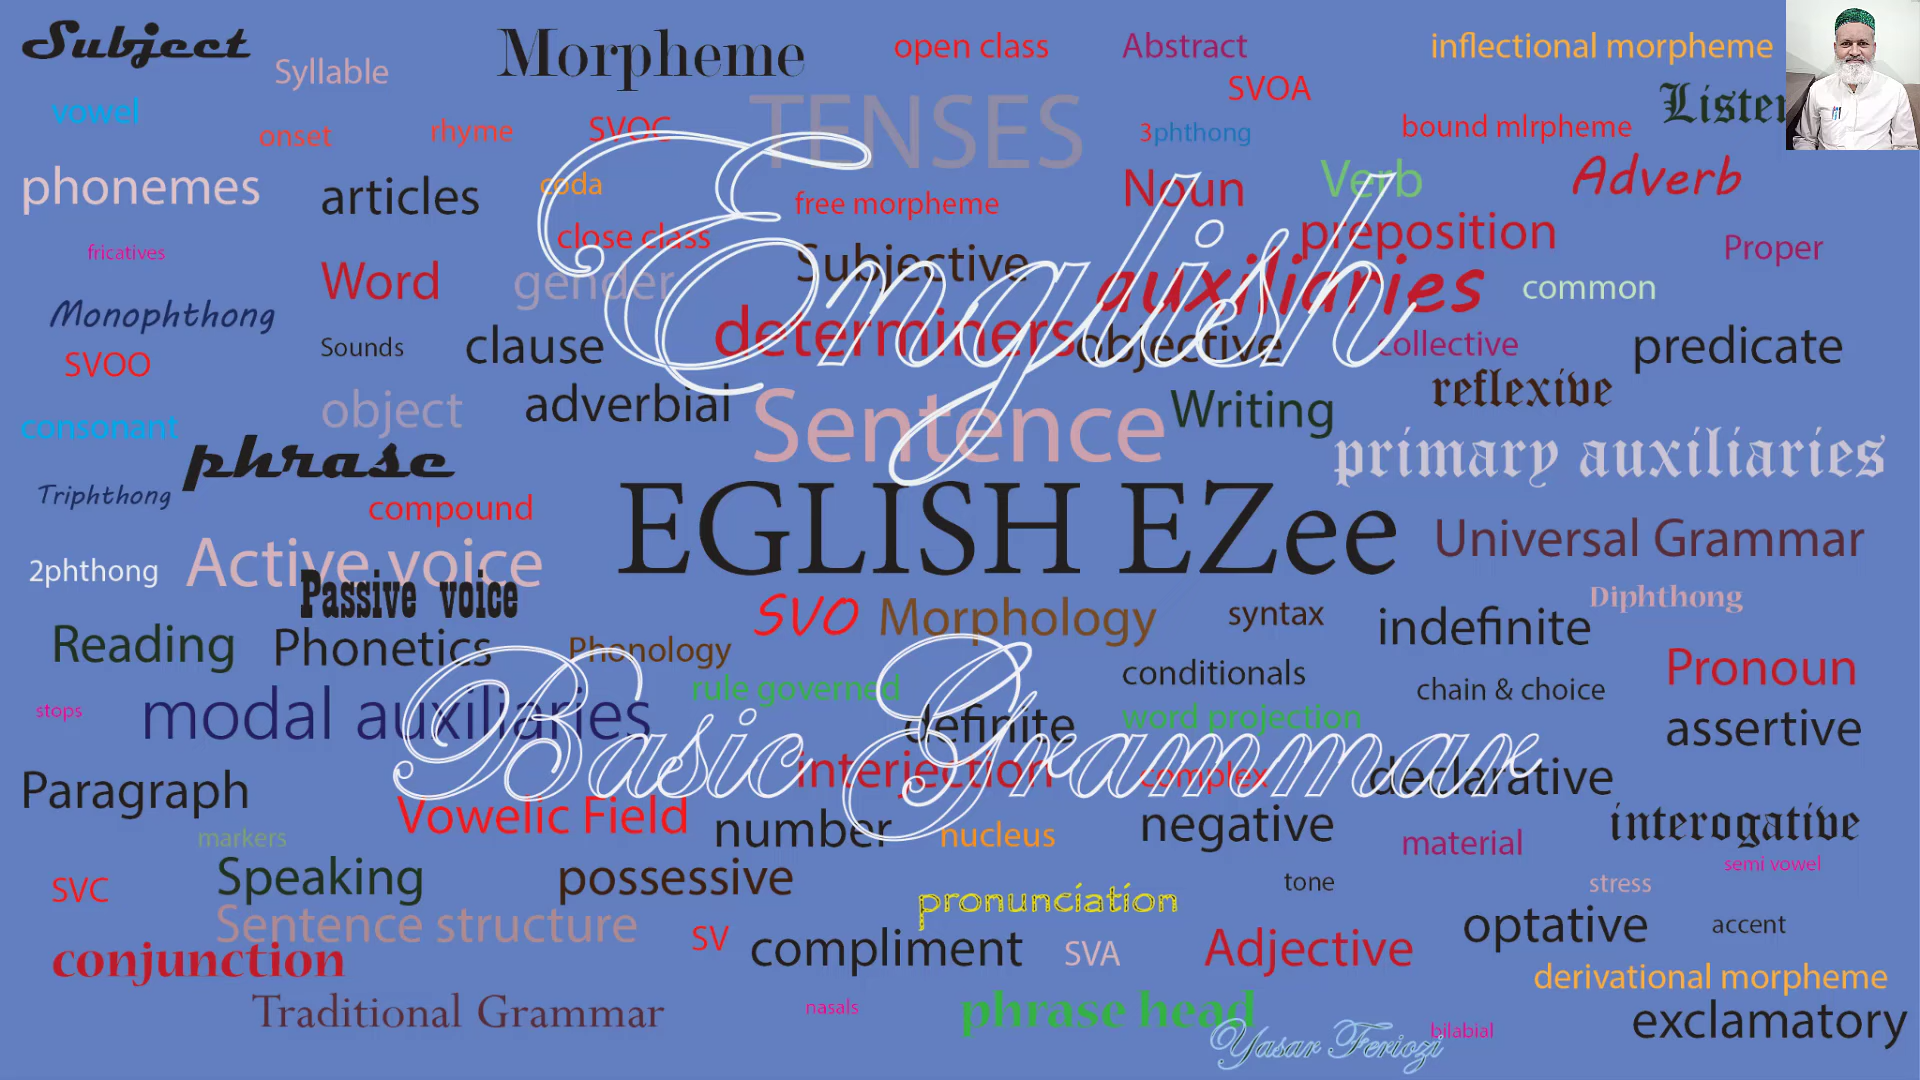 Subject
Syllable
Morpheme
open class
Abstract
inflectional morpheme
SVOA
vowel
onset
rhyme
SVOC
TENSES
3phthong
bound mlrpheme
Listen
phonemes
articles
coda
free morpheme
Noun
Verb
Adverb
English
fricatives
close class
Subjective
preposition
Proper
Word
gender
auxiliaries
common
Monophthong
SVOO
Sounds
clause
determiners
objective
collective
predicate
object
adverbial
Sentence
Writing
reflexive
consonant
phrase
primary auxiliaries
Triphthong
compound
EGLISH EZee
Universal Grammar
2phthong
Active voice
Passive voice
Diphthong
SVO
Morphology
syntax
indefinite
Reading
Phonetics
Phonology
conditionals
Pronoun
rule governed
chain & choice
stops
modal auxiliaries
definite
word projection
assertive
Basic Grammar
Paragraph
interjection
complex
declarative
Vowelic Field
number
nucleus
negative
material
interogative
markers
semi vowel
SVC
Speaking
possessive
pronunciation
tone
stress
Sentence structure
SV
compliment
SVA
Adjective
optative
accent
conjunction
derivational morpheme
Traditional Grammar
nasals
phrase head
bilabial
exclamatory
Yasar Feriozi